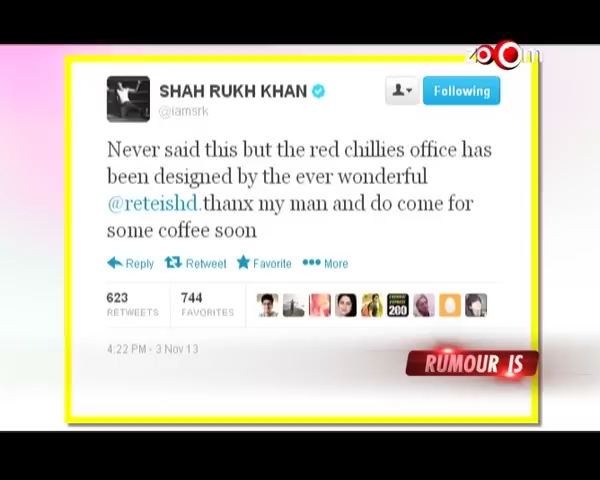 zoom
SHAH RUKH KHAN
Following
@iamsrk
Never said this but the red chillies office has
been designed by the ever wonderful
@reteishd.thanx my man and do come for
some coffee soon
Reply Retweet Favorite More
623 744
RETWEETS FAVORITES
200
4:22 PM - 3 Nov 13
RUMOUR IS